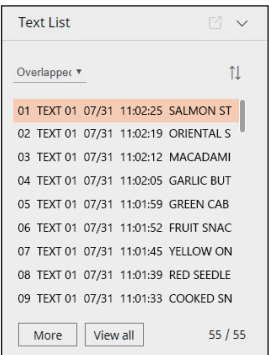 Text List
Overlapped ▼
01 TEXT 01 07/31 11:02:25 SALMON ST
02 TEXT 01 07/31 11:02:19 ORIENTAL S
03 TEXT 01 07/31 11:02:12 MACADAMI
04 TEXT 01 07/31 11:02:05 GARLIC BUT
05 TEXT 01 07/31 11:01:59 GREEN CAB
06 TEXT 01 07/31 11:01:52 FRUIT SNAC
07 TEXT 01 07/31 11:01:45 YELLOW ON
08 TEXT 01 07/31 11:01:39 RED SEEDLE
09 TEXT 01 07/31 11:01:33 COOKED SN
More View all 55 / 55